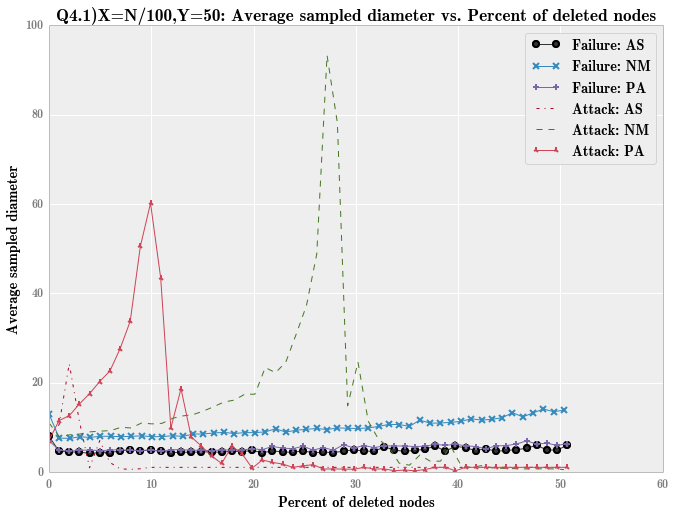 Q4.1)X=N/100,Y=50: Average sampled diameter vs. Percent of deleted nodes
100
80
60
40
20
0
Average sampled diameter
Failure: AS
Failure: NM
Failure: PA
Attack: AS
Attack: NM
Attack: PA
0 10 20 30 40 50 60
Percent of deleted nodes